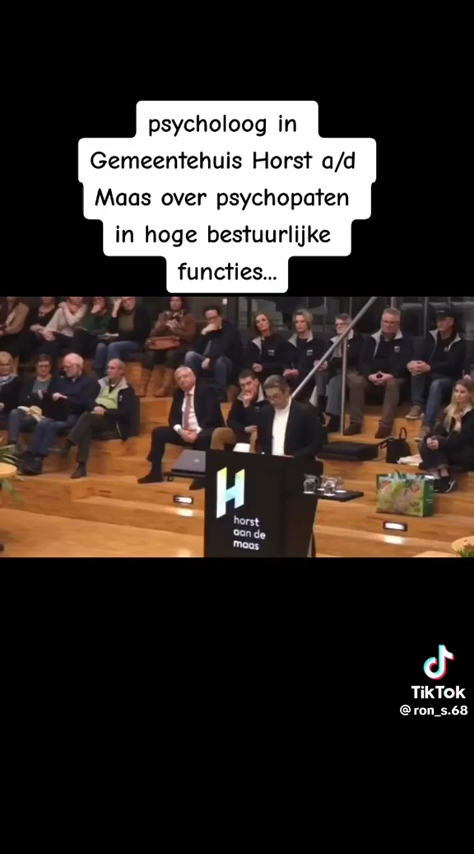 psycholoog in
Gemeentehuis Horst a/d
Maas over psychopaten
in hoge bestuurlijke
functies...
H
horst
aan de
maas
TikTok
@ron_s.68